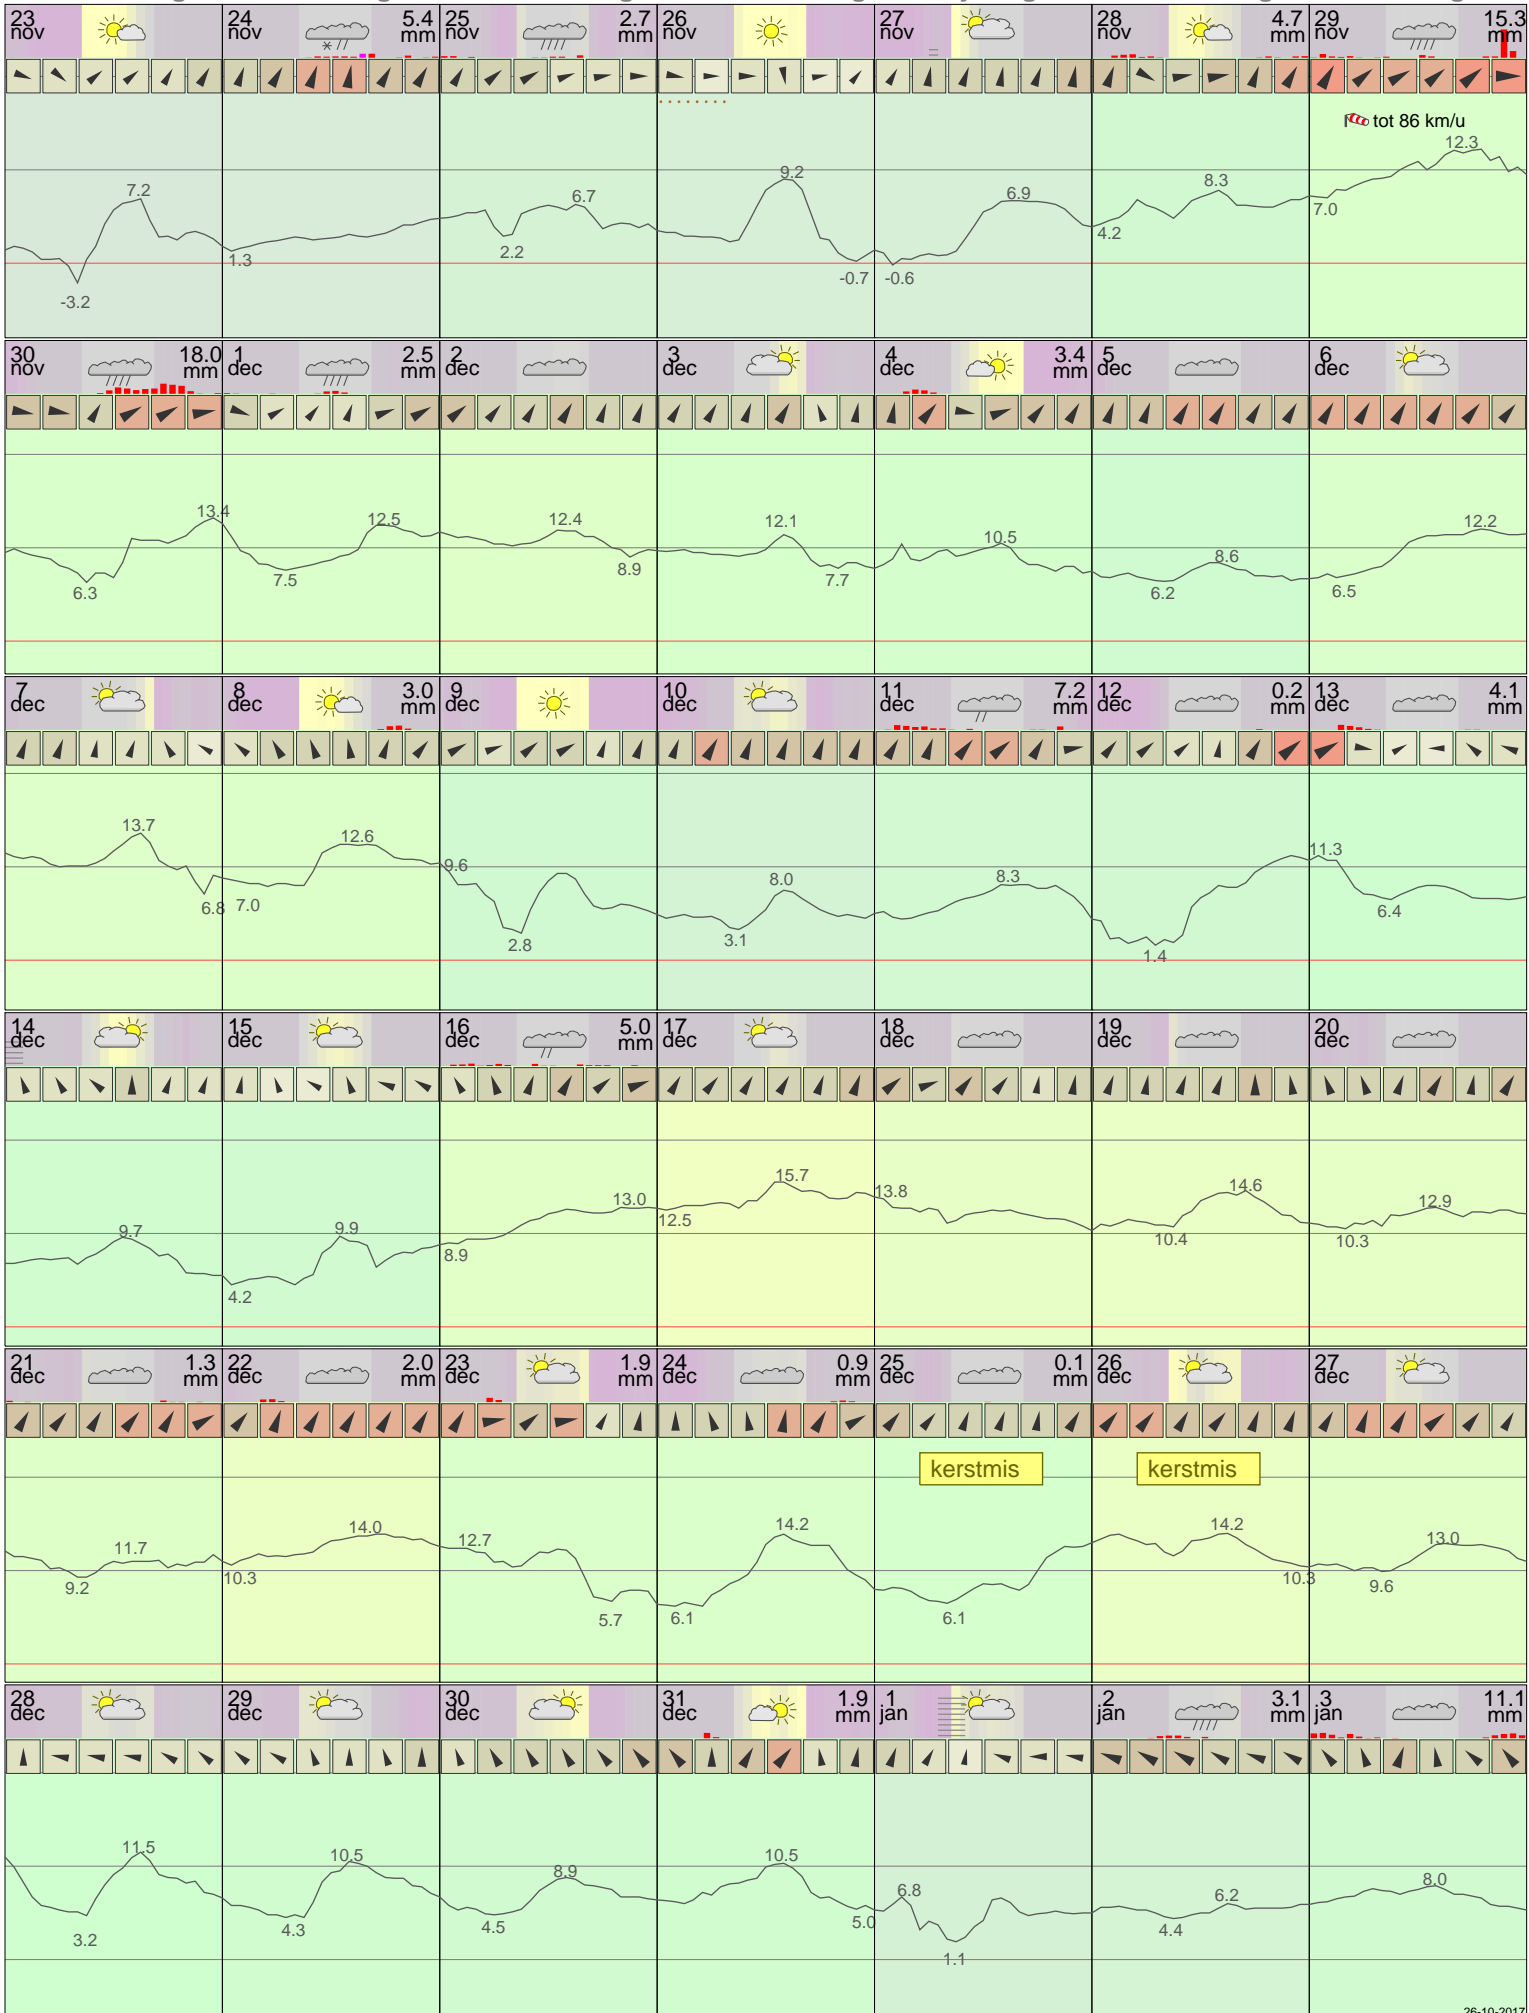 23 nov
24 nov 5.4 mm
25 nov 2.7 mm
26 nov
27 nov
28 nov 4.7 mm
29 nov 15.3 mm
tot 86 km/u
7.2
-3.2
1.3
6.7
2.2
9.2
-0.7
-0.6
6.9
4.2
8.3
7.0
12.3
30 nov 18.0 mm
1 dec 2.5 mm
2 dec
3 dec
4 dec 3.4 mm
5 dec
6 dec
6.3
13.4
7.5
12.5
12.4
8.9
12.1
7.7
10.5
6.2
8.6
6.5
12.2
7 dec
8 dec 3.0 mm
9 dec
10 dec
11 dec 7.2 mm
12 dec 0.2 mm
13 dec 4.1 mm
13.7
6.8
7.0
12.6
9.6
2.8
3.1
8.0
8.3
1.4
11.3
6.4
14 dec
15 dec
16 dec 5.0 mm
17 dec
18 dec
19 dec
20 dec
9.7
4.2
9.9
8.9
13.0
12.5
15.7
13.8
10.4
14.6
10.3
12.9
21 dec 1.3 mm
22 dec 2.0 mm
23 dec 1.9 mm
24 dec 0.9 mm
25 dec 0.1 mm
26 dec
27 dec
kerstmis
kerstmis
9.2
11.7
10.3
14.0
12.7
5.7
6.1
14.2
6.1
14.2
10.3
9.6
13.0
28 dec
29 dec
30 dec
31 dec 1.9 mm
1 jan
2 jan 3.1 mm
3 jan 11.1 mm
3.2
11.5
4.3
10.5
4.5
8.9
10.5
5.0
6.8
1.1
4.4
6.2
8.0
26-10-2017